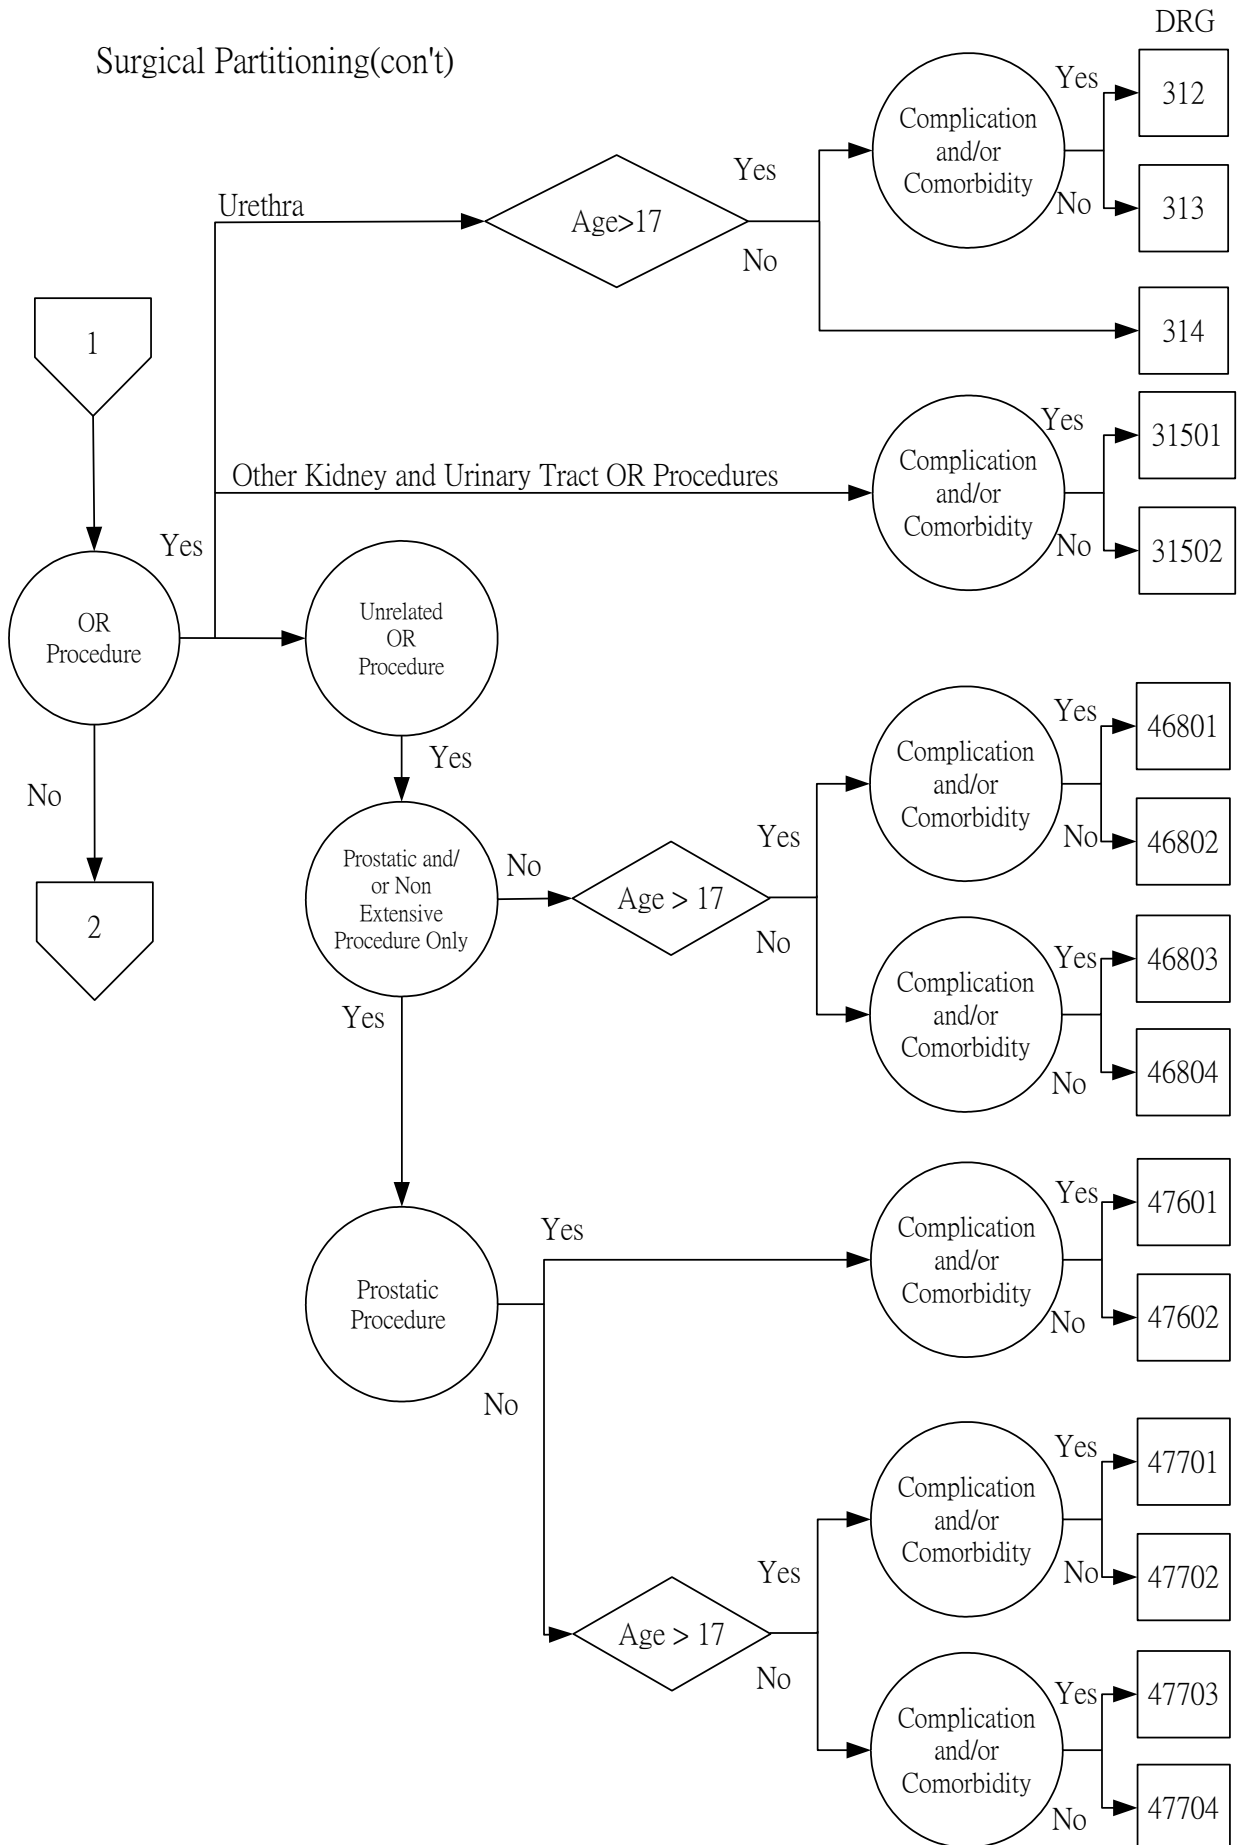 DRG
Surgical Partitioning(con't)
Urethra
Age>17
Yes
No
Complication
and/or
Comorbidity
Yes
312
No
313
314
1
Other Kidney and Urinary Tract OR Procedures
Complication
and/or
Comorbidity
Yes
31501
No
31502
OR
Procedure
Yes
No
2
Unrelated
OR
Procedure
Yes
Prostatic and/
or Non
Extensive
Procedure Only
No
Age > 17
Yes
No
Complication
and/or
Comorbidity
Yes
46801
No
46802
Complication
and/or
Comorbidity
Yes
46803
No
46804
Yes
Prostatic
Procedure
Yes
Complication
and/or
Comorbidity
Yes
47601
No
47602
No
Age > 17
Yes
No
Complication
and/or
Comorbidity
Yes
47701
No
47702
Complication
and/or
Comorbidity
Yes
47703
No
47704